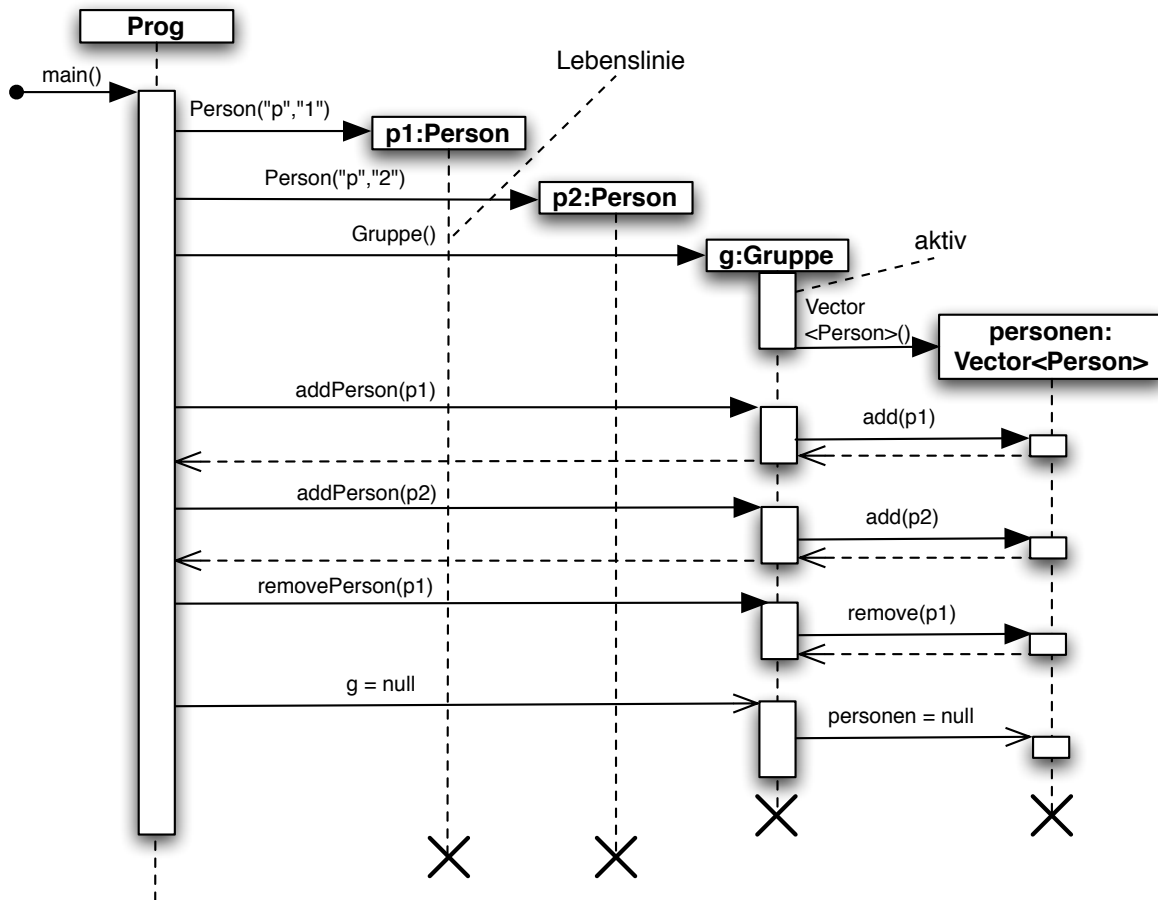 Prog
Lebenslinie
main()
Person("p","1")
p1:Person
Person("p","2")
p2:Person
Gruppe()
g:Gruppe
aktiv
Vector
<Person>()
personen:
Vector<Person>
addPerson(p1)
add(p1)
addPerson(p2)
add(p2)
removePerson(p1)
remove(p1)
g = null
personen = null